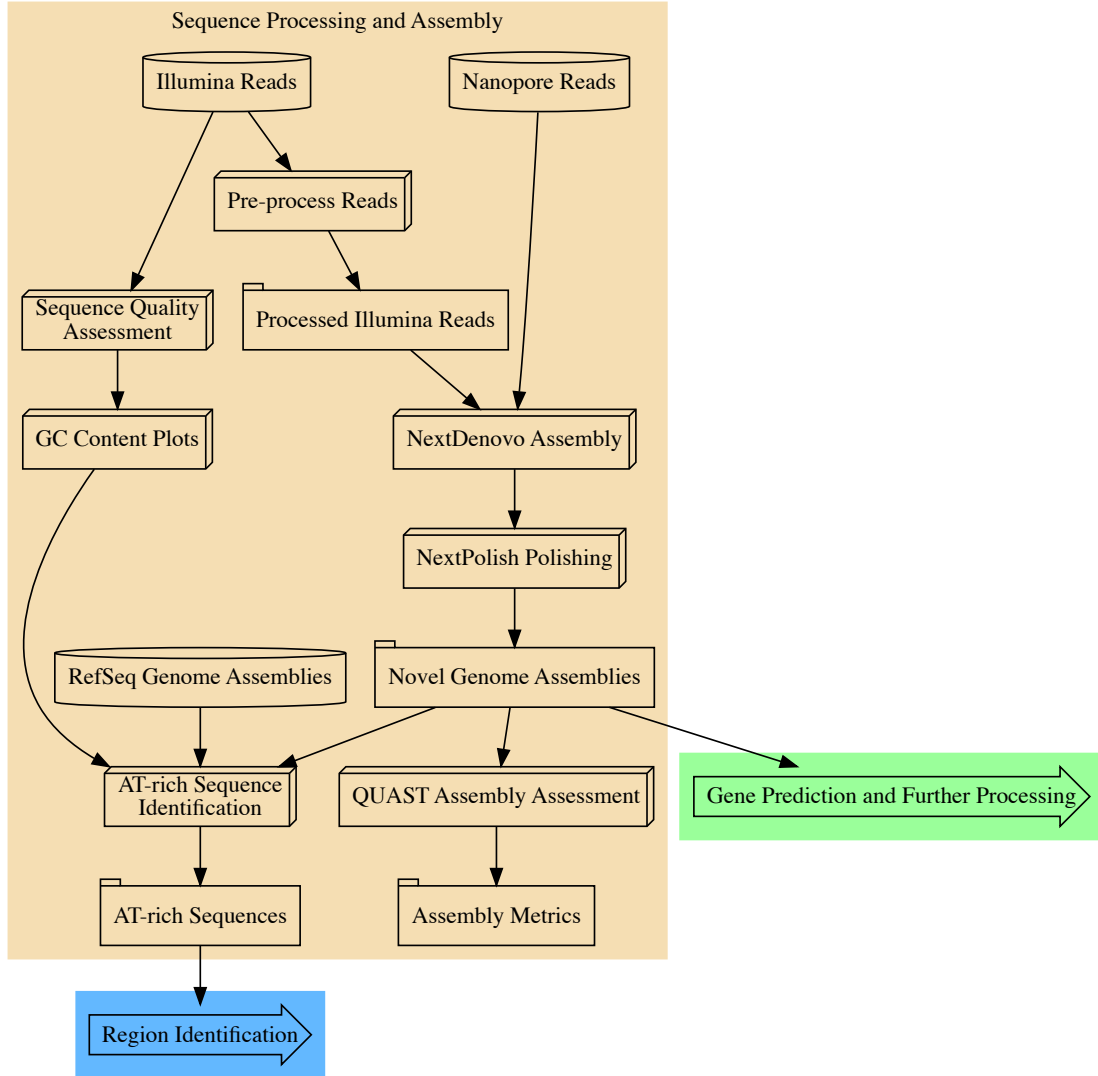 Sequence Processing and Assembly
Illumina Reads
Nanopore Reads
Pre-process Reads
Sequence Quality
Assessment
Processed Illumina Reads
GC Content Plots
NextDenovo Assembly
NextPolish Polishing
RefSeq Genome Assemblies
Novel Genome Assemblies
AT-rich Sequence
Identification
QUAST Assembly Assessment
Gene Prediction and Further Processing
AT-rich Sequences
Assembly Metrics
Region Identification